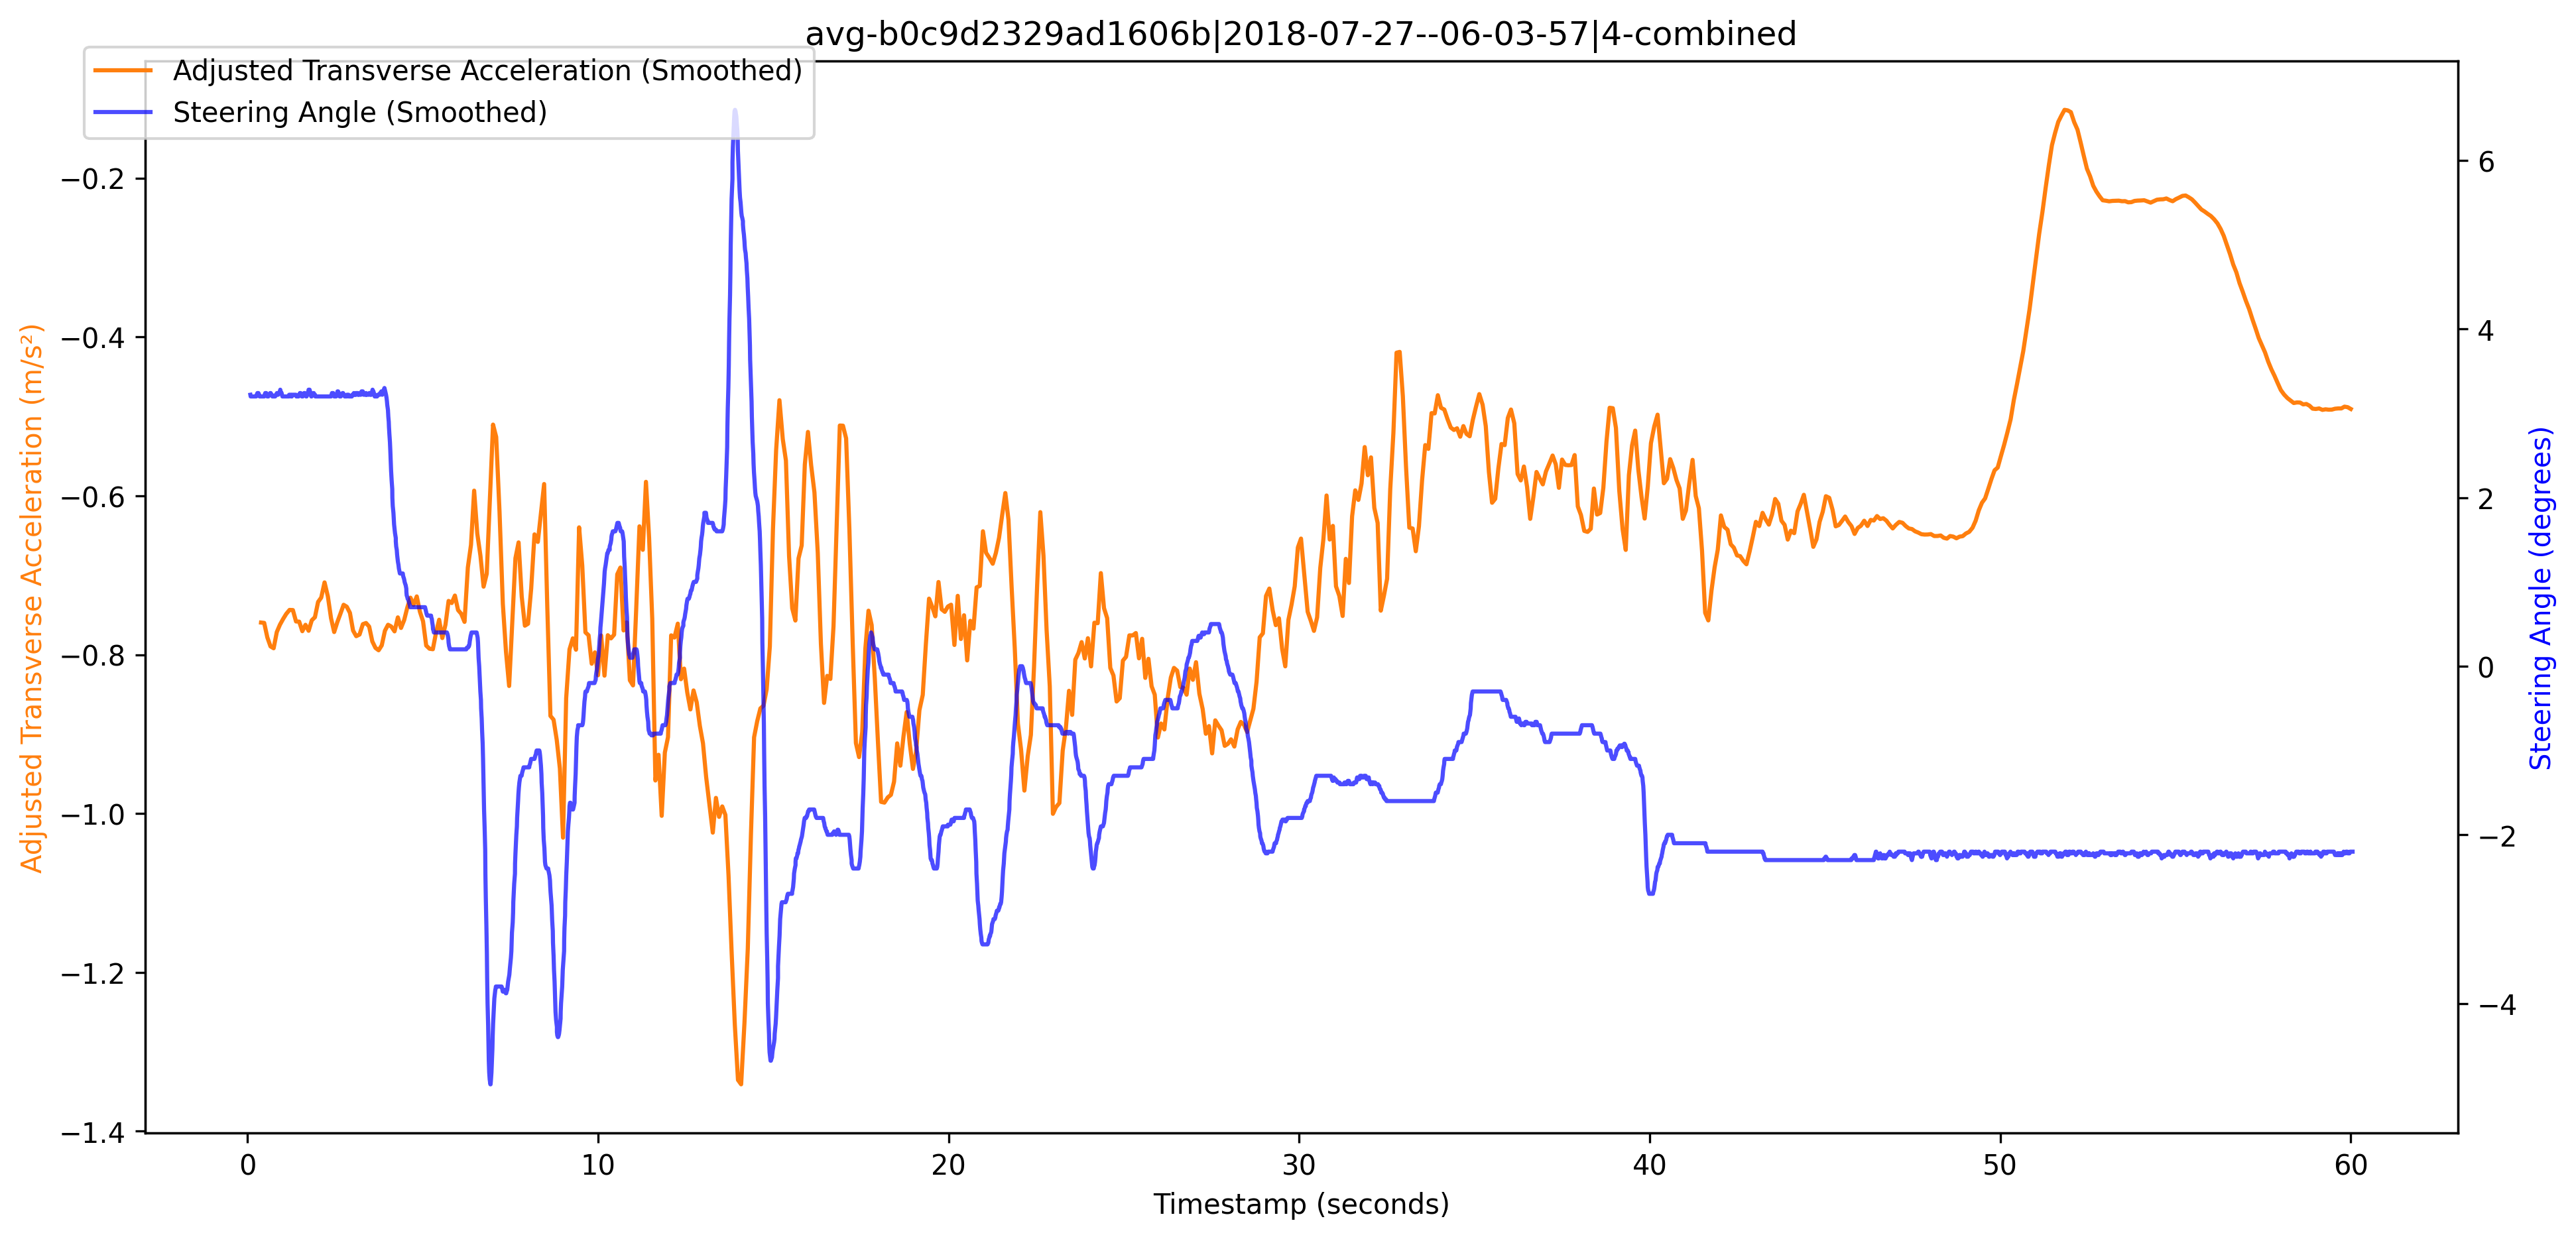 avg-b0c9d2329ad1606b|2018-07-27--06-03-57|4-combined
Adjusted Transverse Acceleration (Smoothed)
Steering Angle (Smoothed)
Adjusted Transverse Acceleration (m/s²)
−0.2
−0.4
−0.6
−0.8
−1.0
−1.2
−1.4
6
4
2
0
−2
−4
Steering Angle (degrees)
0 10 20 30 40 50 60
Timestamp (seconds)